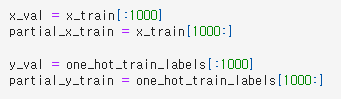 x_val = x_train[:1000]
partial_x_train = x_train[1000:]
y_val = one_hot_train_labels[:1000]
partial_y_train = one_hot_train_labels[1000:]